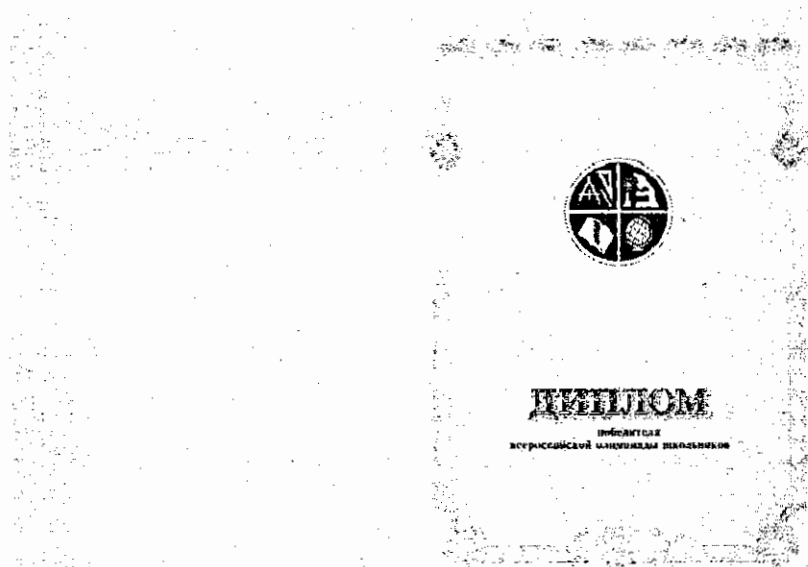 ДИПЛОМ
победителя
всероссийской олимпиады школьников